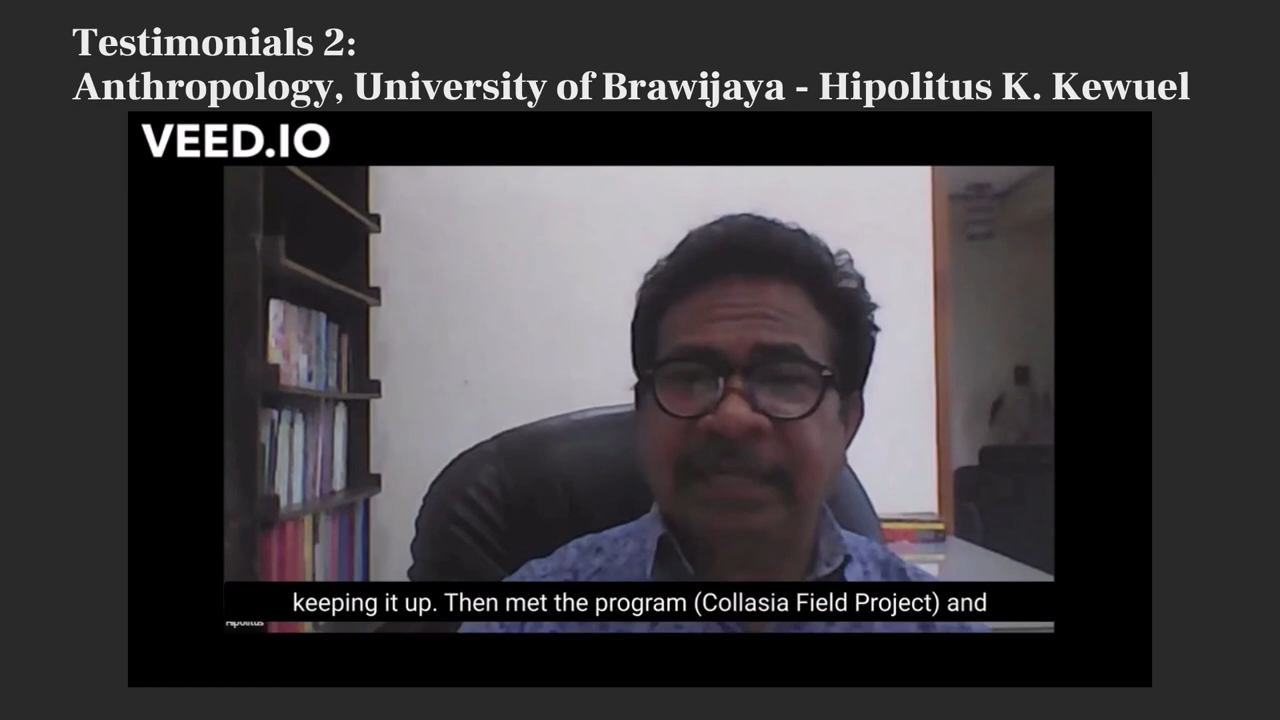 Testimonials 2:
Anthropology, University of Brawijaya - Hipolitus K. Kewuel
VEED.IO
keeping it up. Then met the program (Collasia Field Project) and
Hipolitus